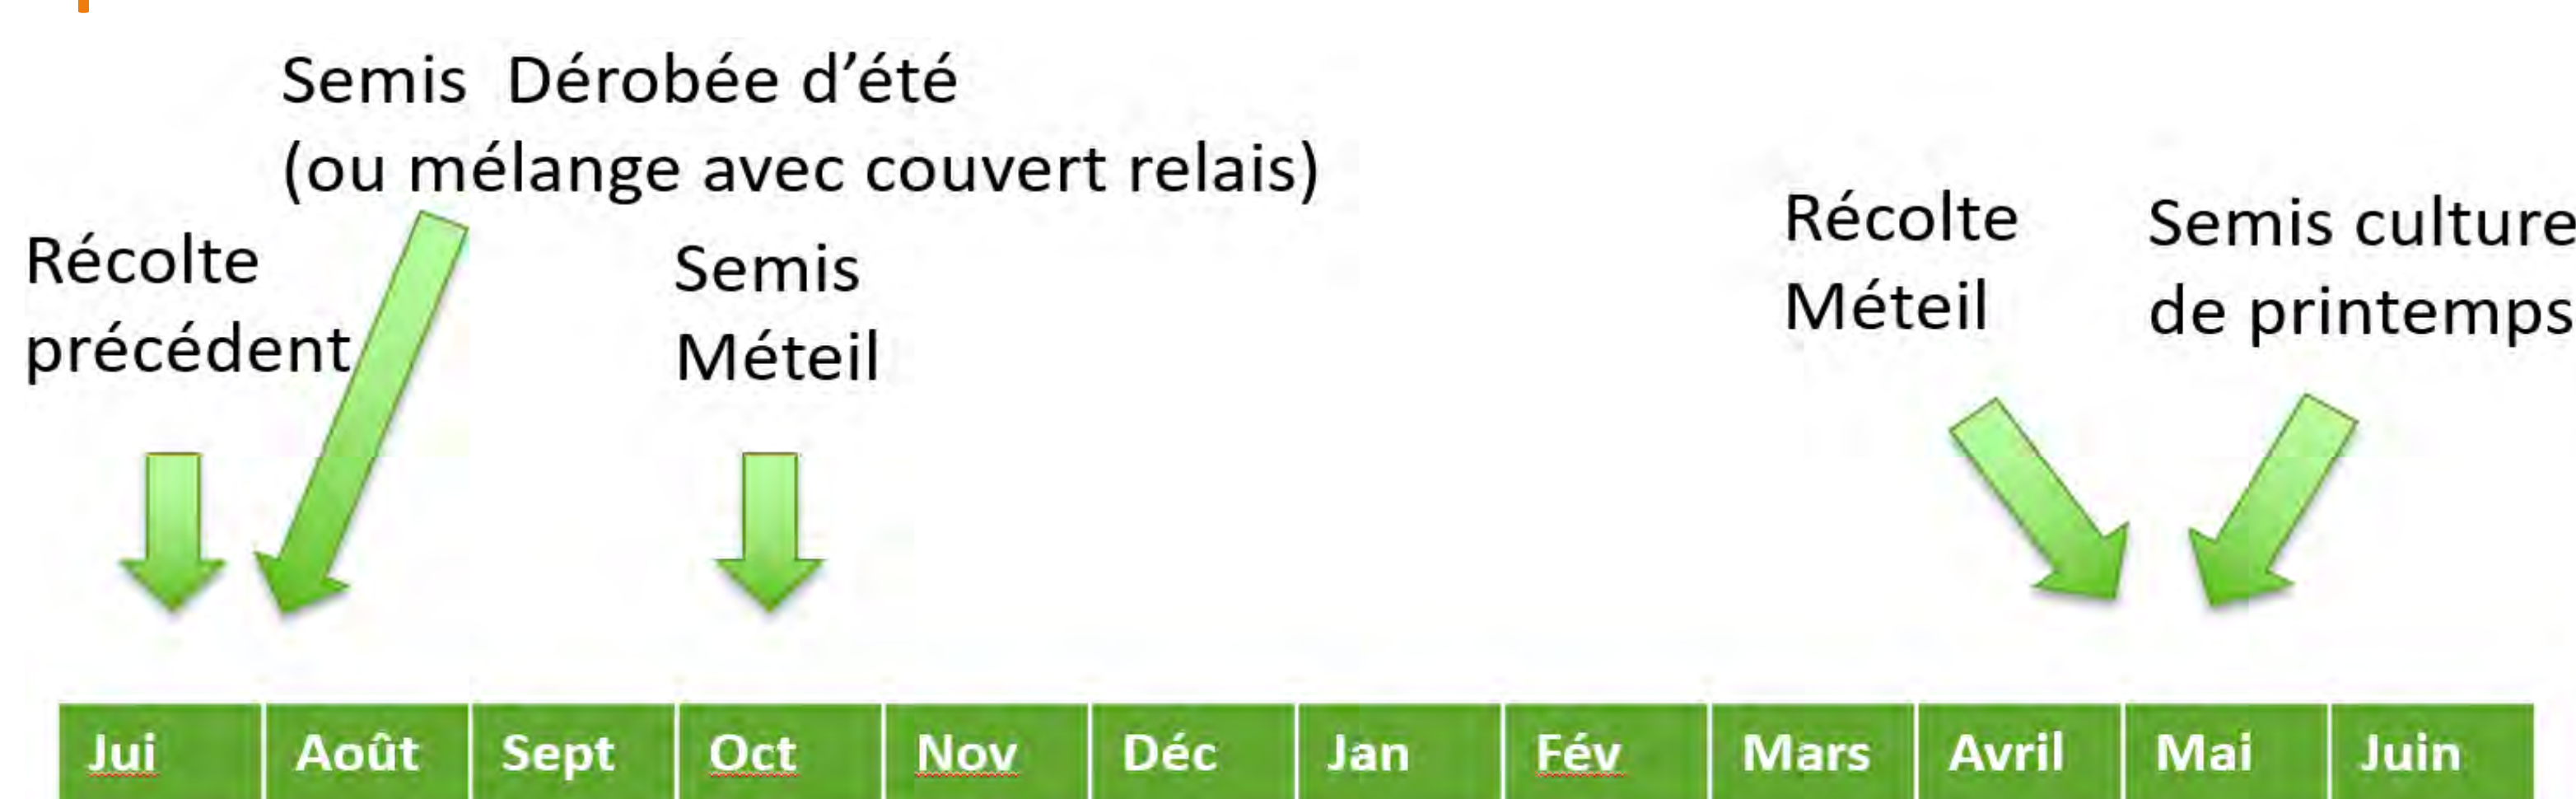 Semis Dérobée d'été
(ou mélange avec couvert relais)
Récolte
précédent
Semis
Méteil
Récolte
Méteil
Semis culture
de printemps
Jui Août Sept Oct Nov Déc Jan Fév Mars Avril Mai Juin